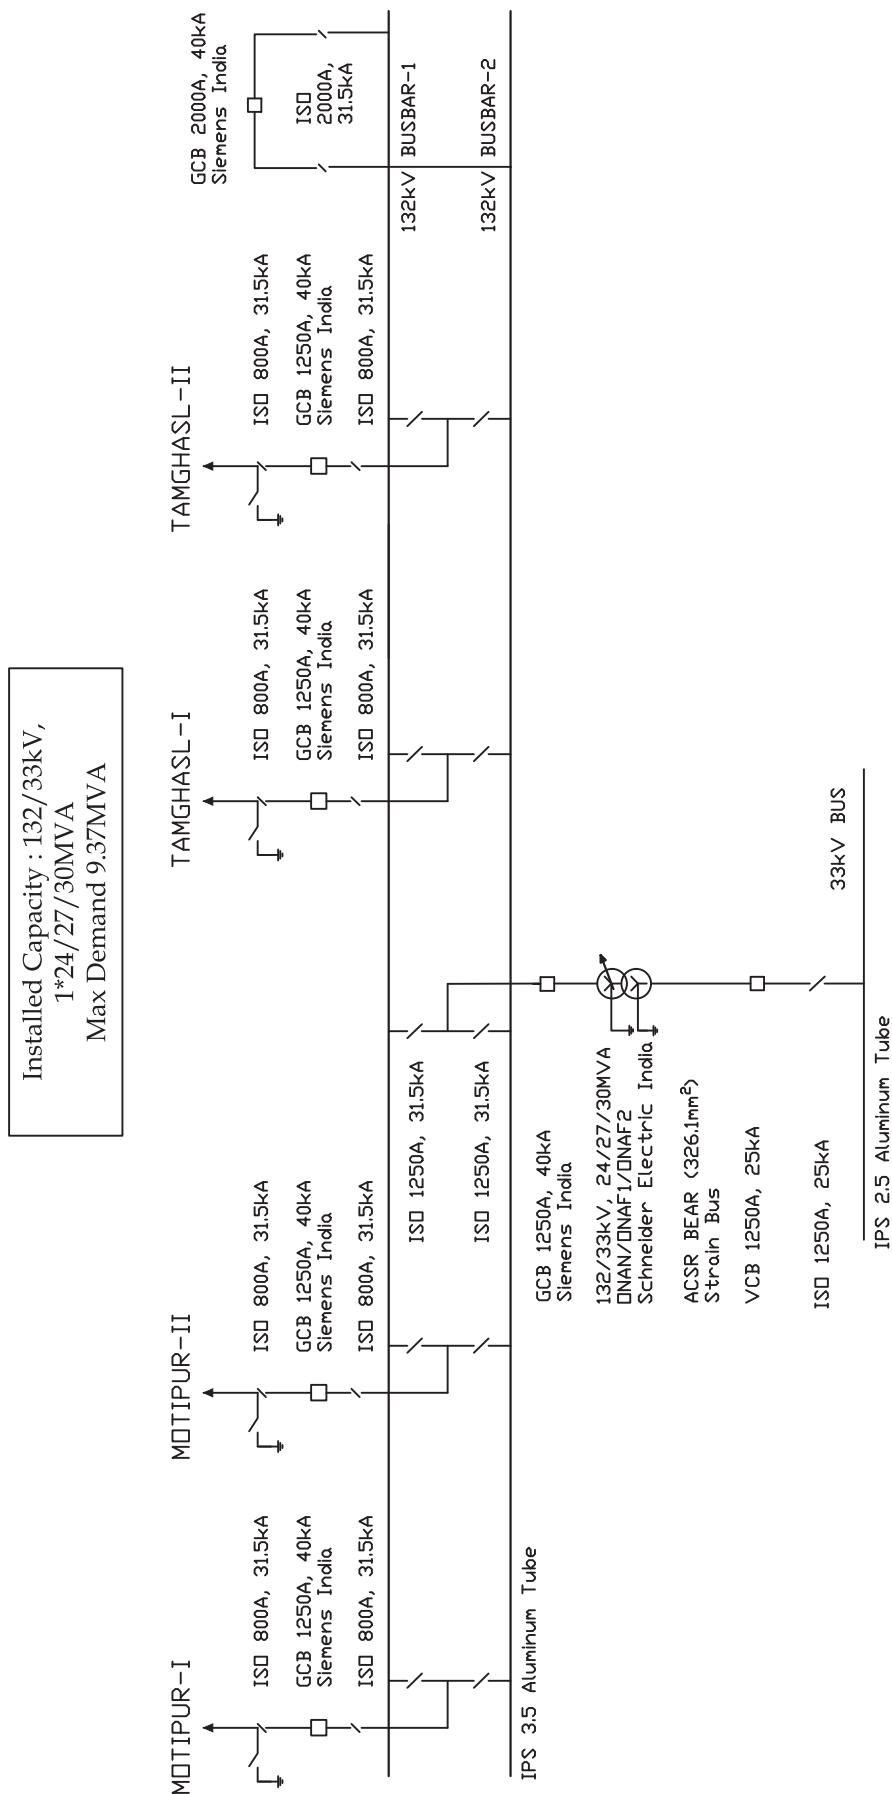 Installed Capacity : 132/33kV,
1*24/27/30MVA
Max Demand 9.37MVA
MOTIPUR-I
ISO 800A, 31.5kA
GCB 1250A, 40kA
Siemens India
ISO 800A, 31.5kA
MOTIPUR-II
ISO 800A, 31.5kA
GCB 1250A, 40kA
Siemens India
ISO 800A, 31.5kA
TAMGHASL-I
ISO 800A, 31.5kA
GCB 1250A, 40kA
Siemens India
ISO 800A, 31.5kA
TAMGHASL-II
ISO 800A, 31.5kA
GCB 1250A, 40kA
Siemens India
ISO 800A, 31.5kA
GCB 2000A, 40kA
Siemens India
ISO
2000A,
31.5kA
132kV BUSBAR-1
132kV BUSBAR-2
ISO 1250A, 31.5kA
ISO 1250A, 31.5kA
IPS 3.5 Aluminum Tube
GCB 1250A, 40kA
Siemens India
132/33kV, 24/27/30MVA
ONAN/ONAF1/ONAF2
Schneider Electric India
ACSR BEAR (326.1mm²)
Strain Bus
VCB 1250A, 25kA
ISO 1250A, 25kA
33kV BUS
IPS 2.5 Aluminum Tube